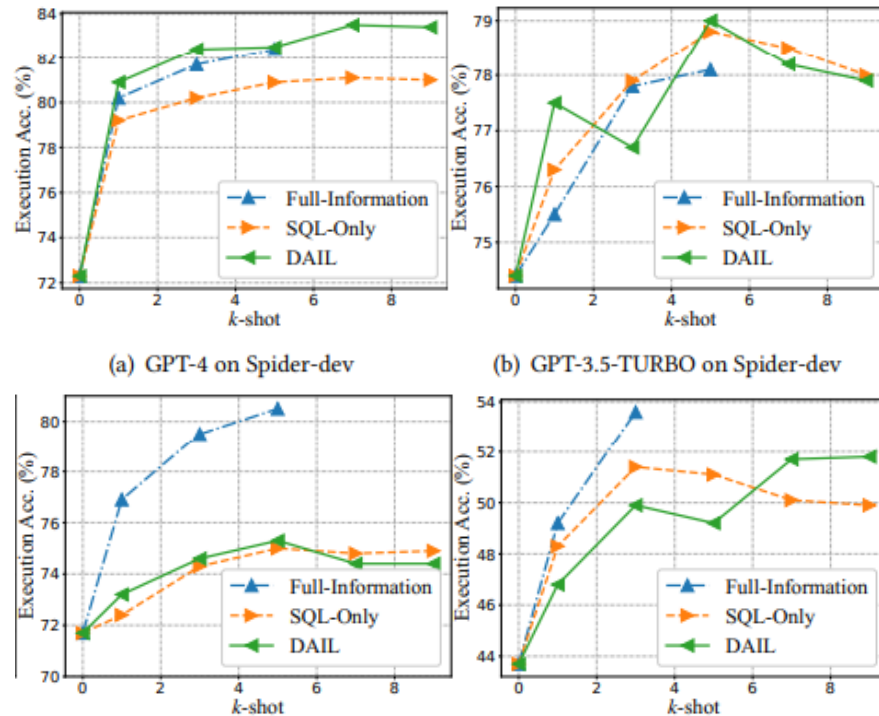 84
82
80
78
76
74
72
0 2 4 6 8
Execution Acc. (%)
k-shot
Full-Information
SQL-Only
DAIL
(a) GPT-4 on Spider-dev
79
78
77
76
75
0 2 4 6 8
Execution Acc. (%)
k-shot
Full-Information
SQL-Only
DAIL
(b) GPT-3.5-TURBO on Spider-dev
80
78
76
74
72
70
0 2 4 6 8
Execution Acc. (%)
k-shot
Full-Information
SQL-Only
DAIL
54
52
50
48
46
44
0 2 4 6 8
Execution Acc. (%)
k-shot
Full-Information
SQL-Only
DAIL